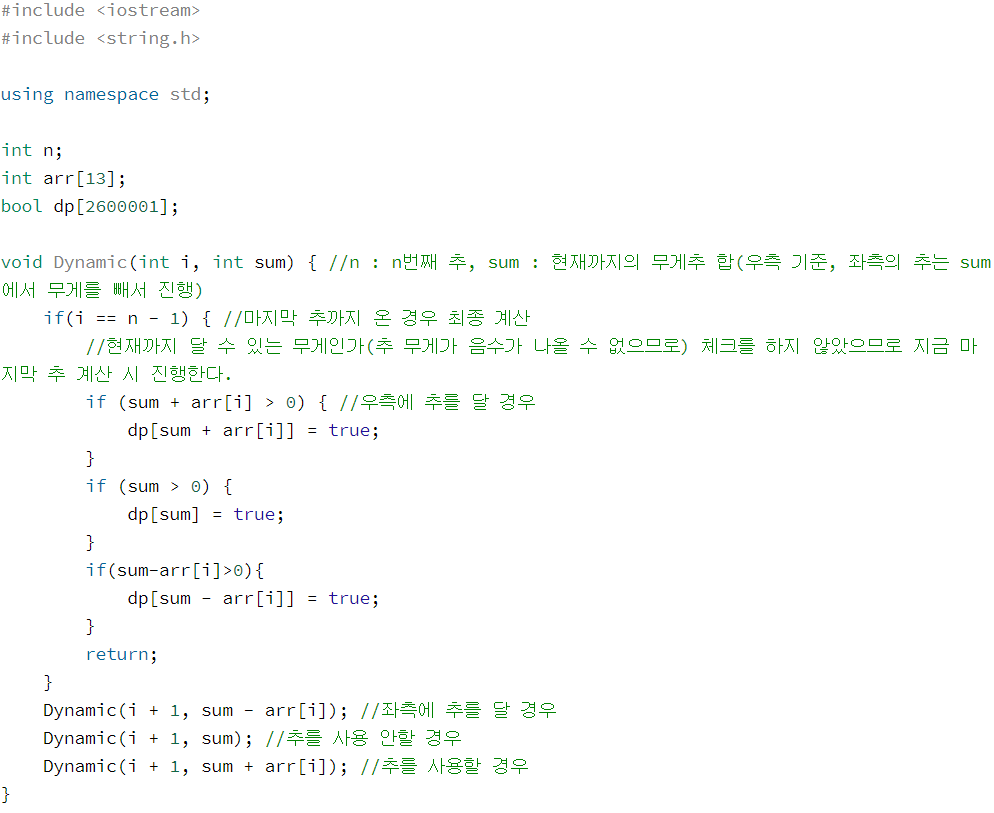 #include <iostream>
#include <string.h>
using namespace std;
int n;
int arr[13];
bool dp[2600001];
void Dynamic(int i, int sum) { //n : n번째 추, sum : 현재까지의 무게추 합(우측 기준, 좌측의 추는 sum
에서 무게틀 빼서 진행)
if(i == n - 1) { //마지막 추까지 온 경우 최종 계산
//현재까지 달 수 있는 무게인가(추 무게가 음수가 나올 수 없으므로) 체크를 하지 않았으므로 지금 마
지막 추 계산 시 진행한다.
if (sum + arr[i] > 0) { //우측에 추를 달 경우
dp[sum + arr[i]] = true;
}
if (sum > 0) {
dp[sum] = true;
}
if(sum-arr[i]>0){
dp[sum - arr[i]] = true;
}
return;
}
Dynamic(i + 1, sum - arr[i]); //좌측에 추를 달 경우
Dynamic(i + 1, sum); //추를 사용 안할 경우
Dynamic(i + 1, sum + arr[i]); //추를 사용할 경우
}